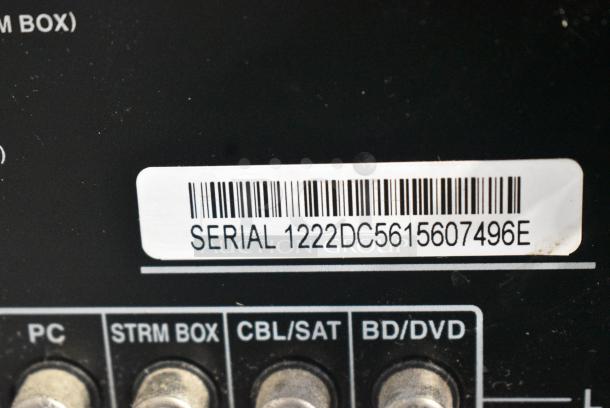 M BOX)
)
SERIAL 1222DC5615607496E
PC STRM BOX CBL/SAT BD/DVD